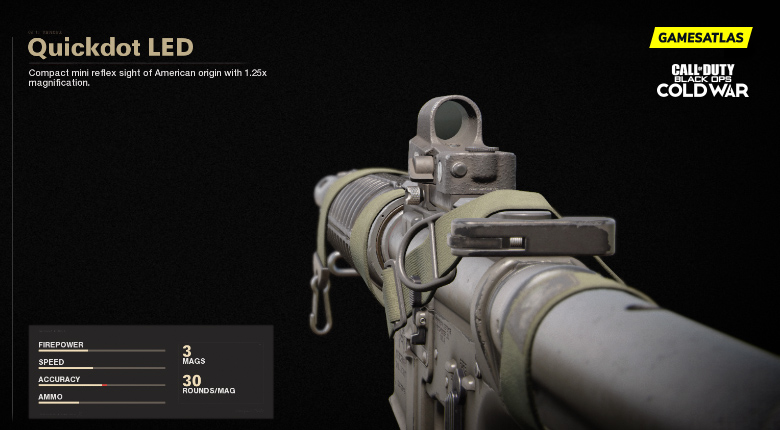 Quickdot LED
Compact mini reflex sight of American origin with 1.25x
magnification.
GAMESATLAS
CALL OF DUTY
BLACK OPS
COLD WAR
FIREPOWER
SPEED
ACCURACY
AMMO
3
MAGS
30
ROUNDS/MAG